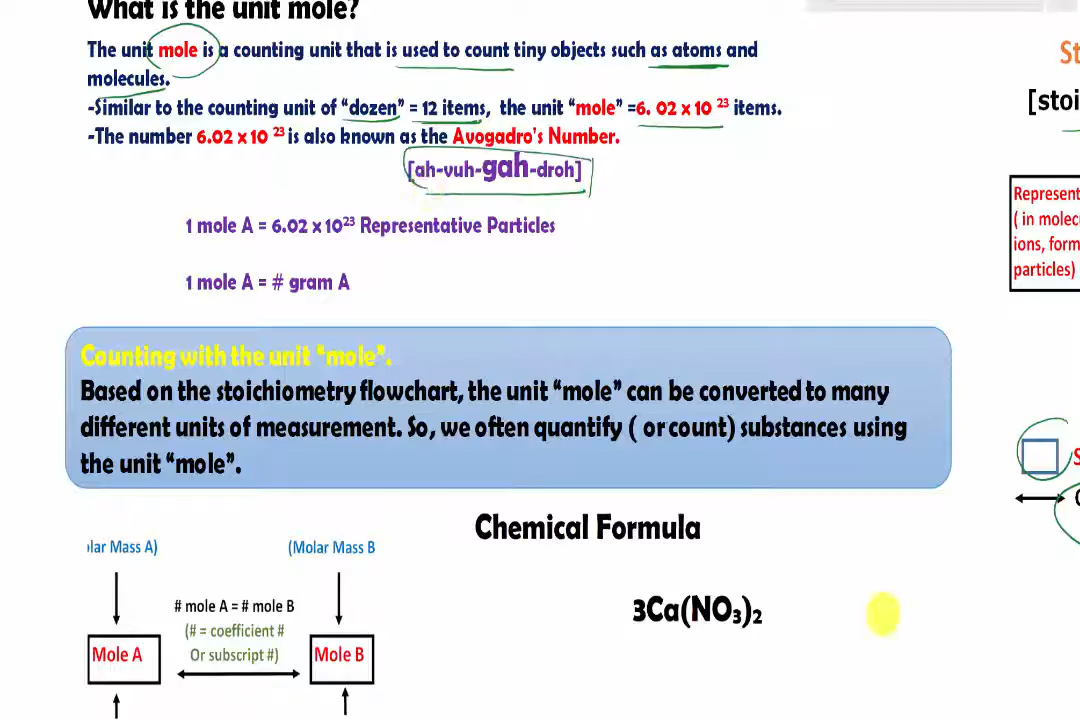 What is the unit mole?
The unit mole is a counting unit that is used to count tiny objects such as atoms and
molecules.
-Similar to the counting unit of “dozen” = 12 items, the unit “mole” =6. 02 x 10 ²³ items.
-The number 6.02 x 10 ²³ is also known as the Avogadro's Number.
[ah-vuh-gah-droh]
1 mole A = 6.02 x 10²³ Representative Particles
1 mole A = # gram A
Counting with the unit “mole”.
Based on the stoichiometry flowchart, the unit “mole” can be converted to many
different units of measurement. So, we often quantify ( or count) substances using
the unit “mole”.
Chemical Formula
3Ca(NO₃)₂
lar Mass A)
(Molar Mass B
# mole A = # mole B
(# = coefficient #
Or subscript #)
Mole A
Mole B
St
[stoi
Represent
( in molec
ions, form
particles)